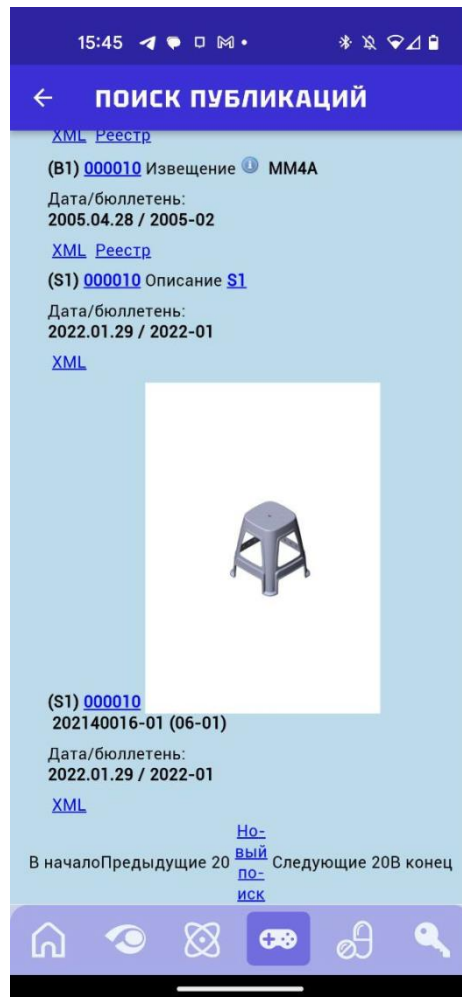 15:45
ПОИСК ПУБЛИКАЦИЙ
XML Реестр
(B1) 000010 Извещение MM4A
Дата/бюллетень:
2005.04.28 / 2005-02
XML Реестр
(S1) 000010 Описание S1
Дата/бюллетень:
2022.01.29 / 2022-01
XML
(S1) 000010
202140016-01 (06-01)
Дата/бюллетень:
2022.01.29 / 2022-01
XML
В началоПредыдущие 20 Но-
вый
по-
иск Следующие 20В конец